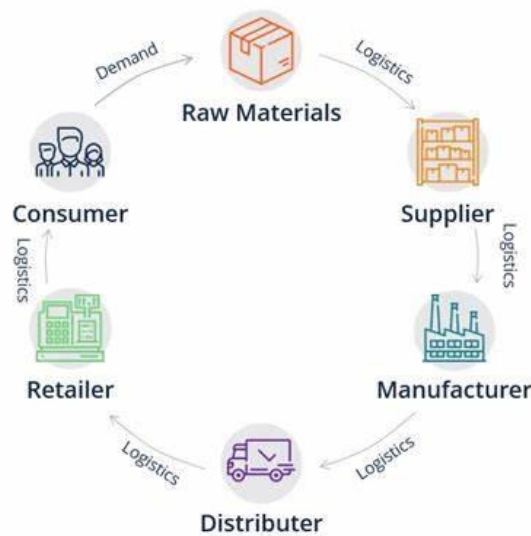 Demand
Logistics
Raw Materials
Consumer
Supplier
Logistics
Logistics
Retailer
Manufacturer
Logistics
Logistics
Distributer